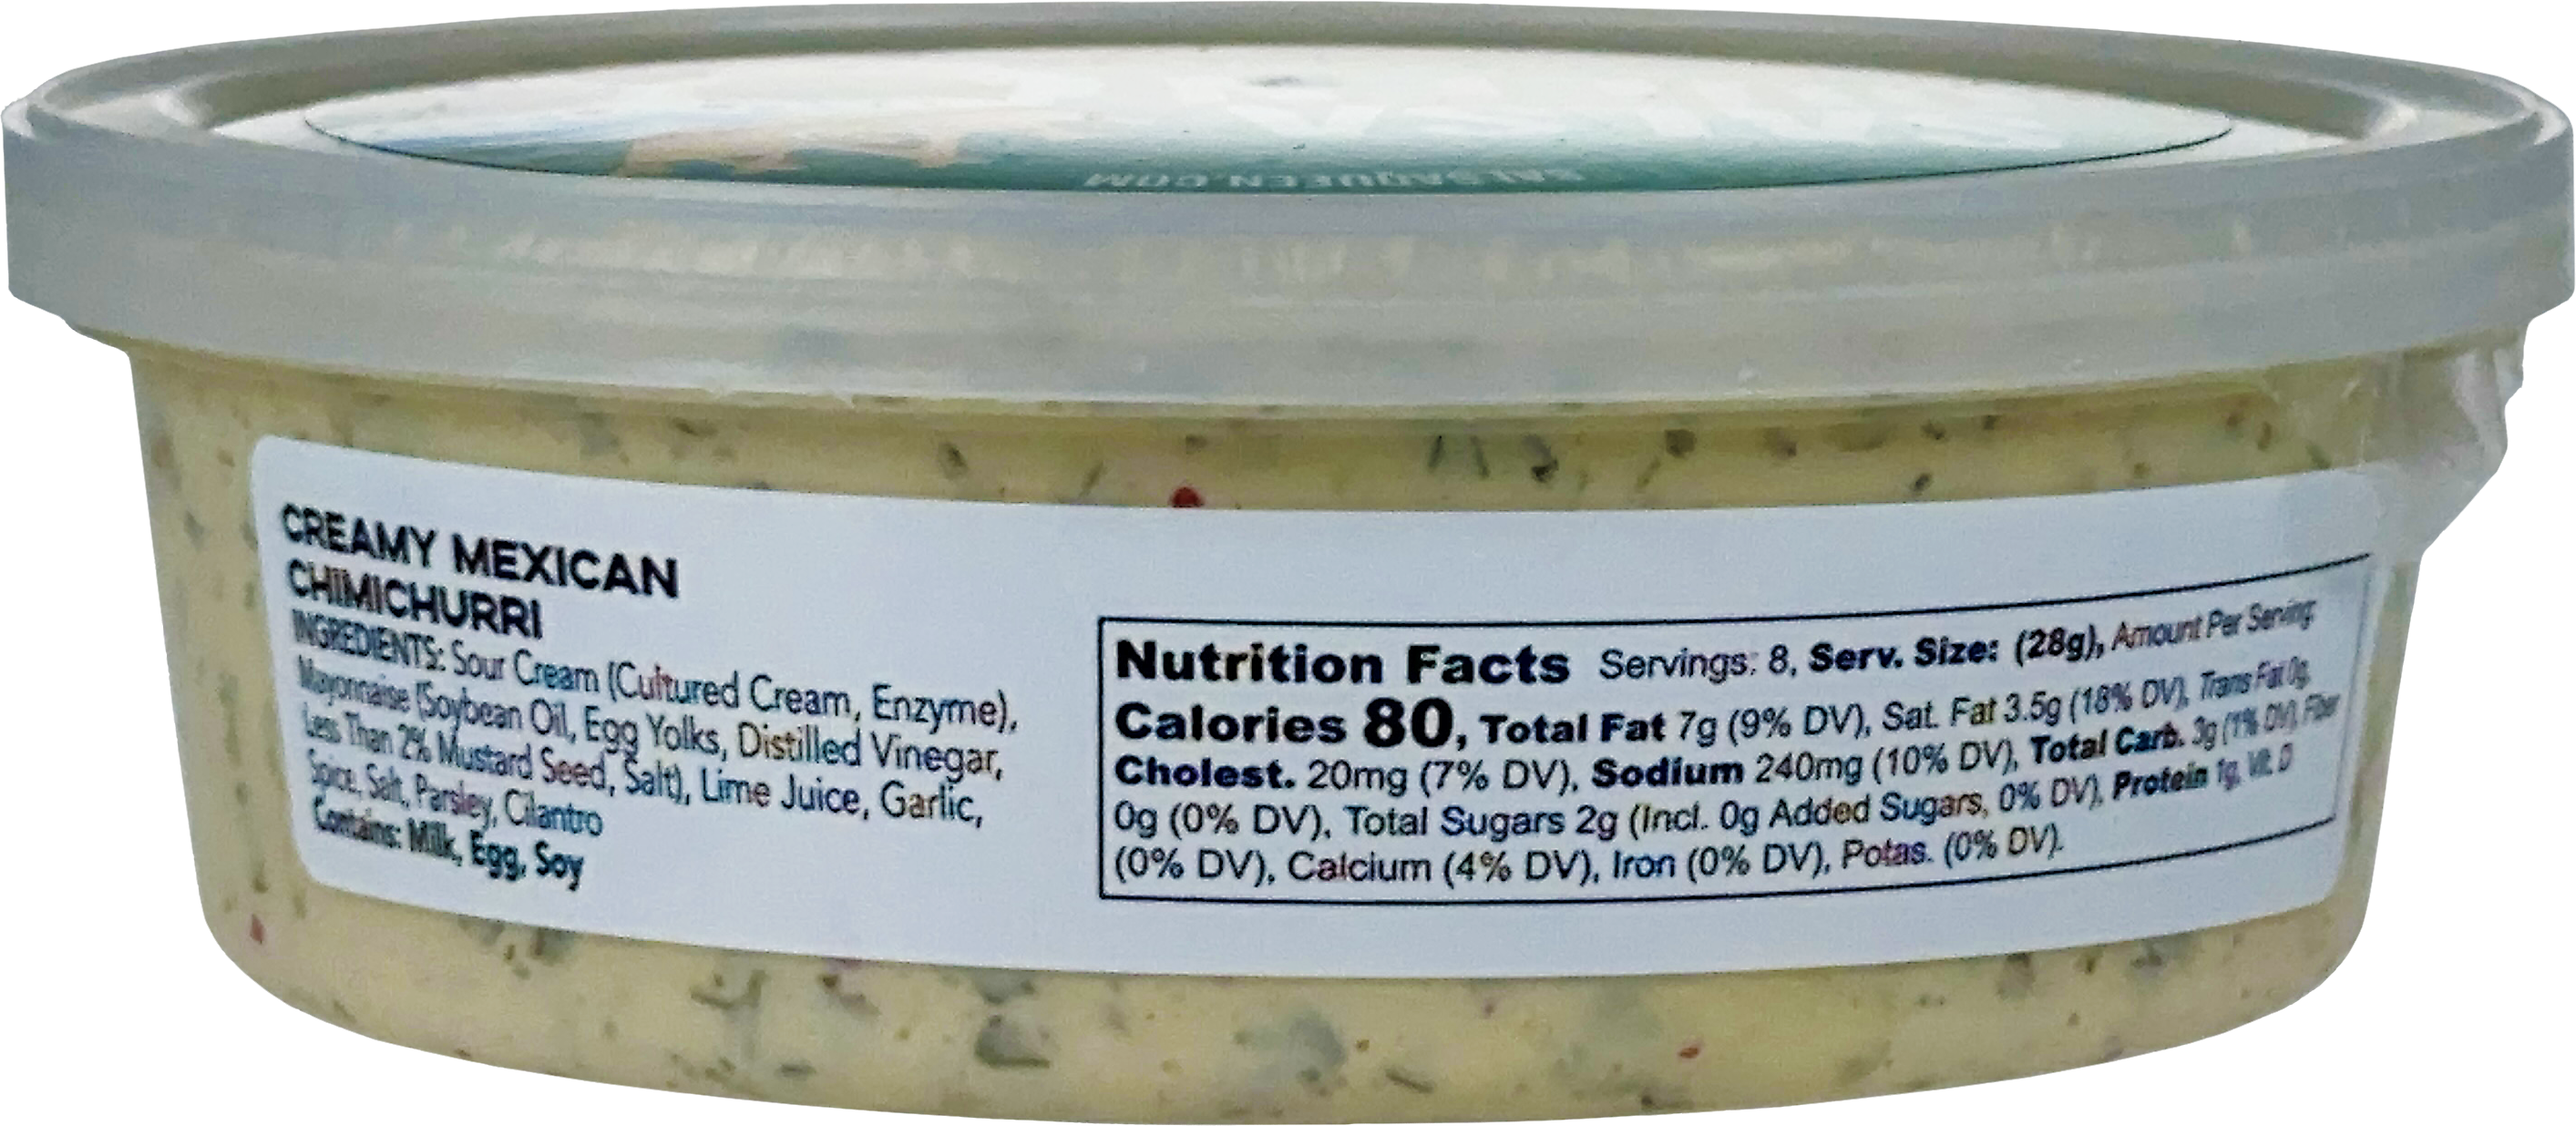 SALSAQUEEN.COM
CREAMY MEXICAN
CHIMICHURRI
INGREDIENTS: Sour Cream (Cultured Cream, Enzyme),
Mayonnaise (Soybean Oil, Egg Yolks, Distilled Vinegar,
Less Than 2% Mustard Seed, Salt), Lime Juice, Garlic,
Spice, Salt, Parsley, Cilantro
Contains: Milk, Egg, Soy
Nutrition Facts Servings: 8, Serv. Size: (28g), Amount Per Serving:
Calories 80, Total Fat 7g (9% DV), Sat. Fat 3.5g (18% DV), Trans Fat 0g,
Cholest. 20mg (7% DV), Sodium 240mg (10% DV), Total Carb. 3g (1% DV), Fiber
0g (0% DV), Total Sugars 2g (Incl. 0g Added Sugars, 0% DV), Protein 1g, Vit. D
(0% DV), Calcium (4% DV), Iron (0% DV), Potas. (0% DV).